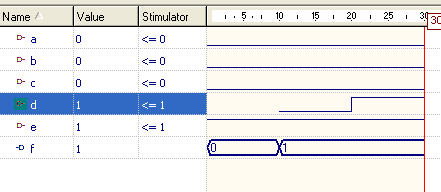 Name Value Stimulator 5 10 15 20 25 30
30
a 0 <= 0
b 0 <= 0
c 0 <= 0
d 1 <= 1
e 1 <= 1
f 1 0 1